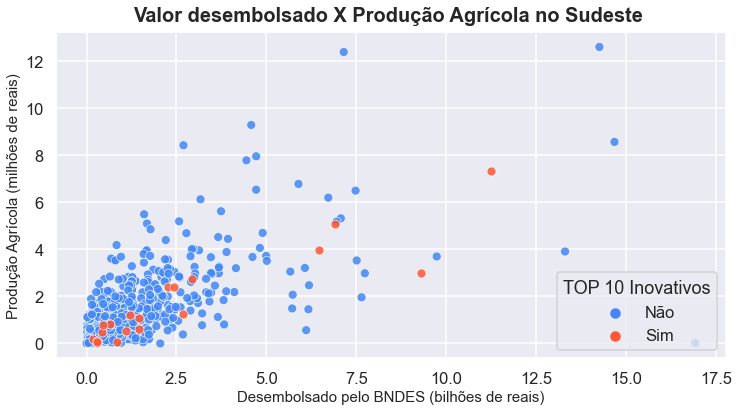 Valor desembolsado X Produção Agrícola no Sudeste
Produção Agrícola (milhões de reais)
12
10
8
6
4
2
0
TOP 10 Inovativos
Não
Sim
0.0 2.5 5.0 7.5 10.0 12.5 15.0 17.5
Desembolsado pelo BNDES (bilhões de reais)